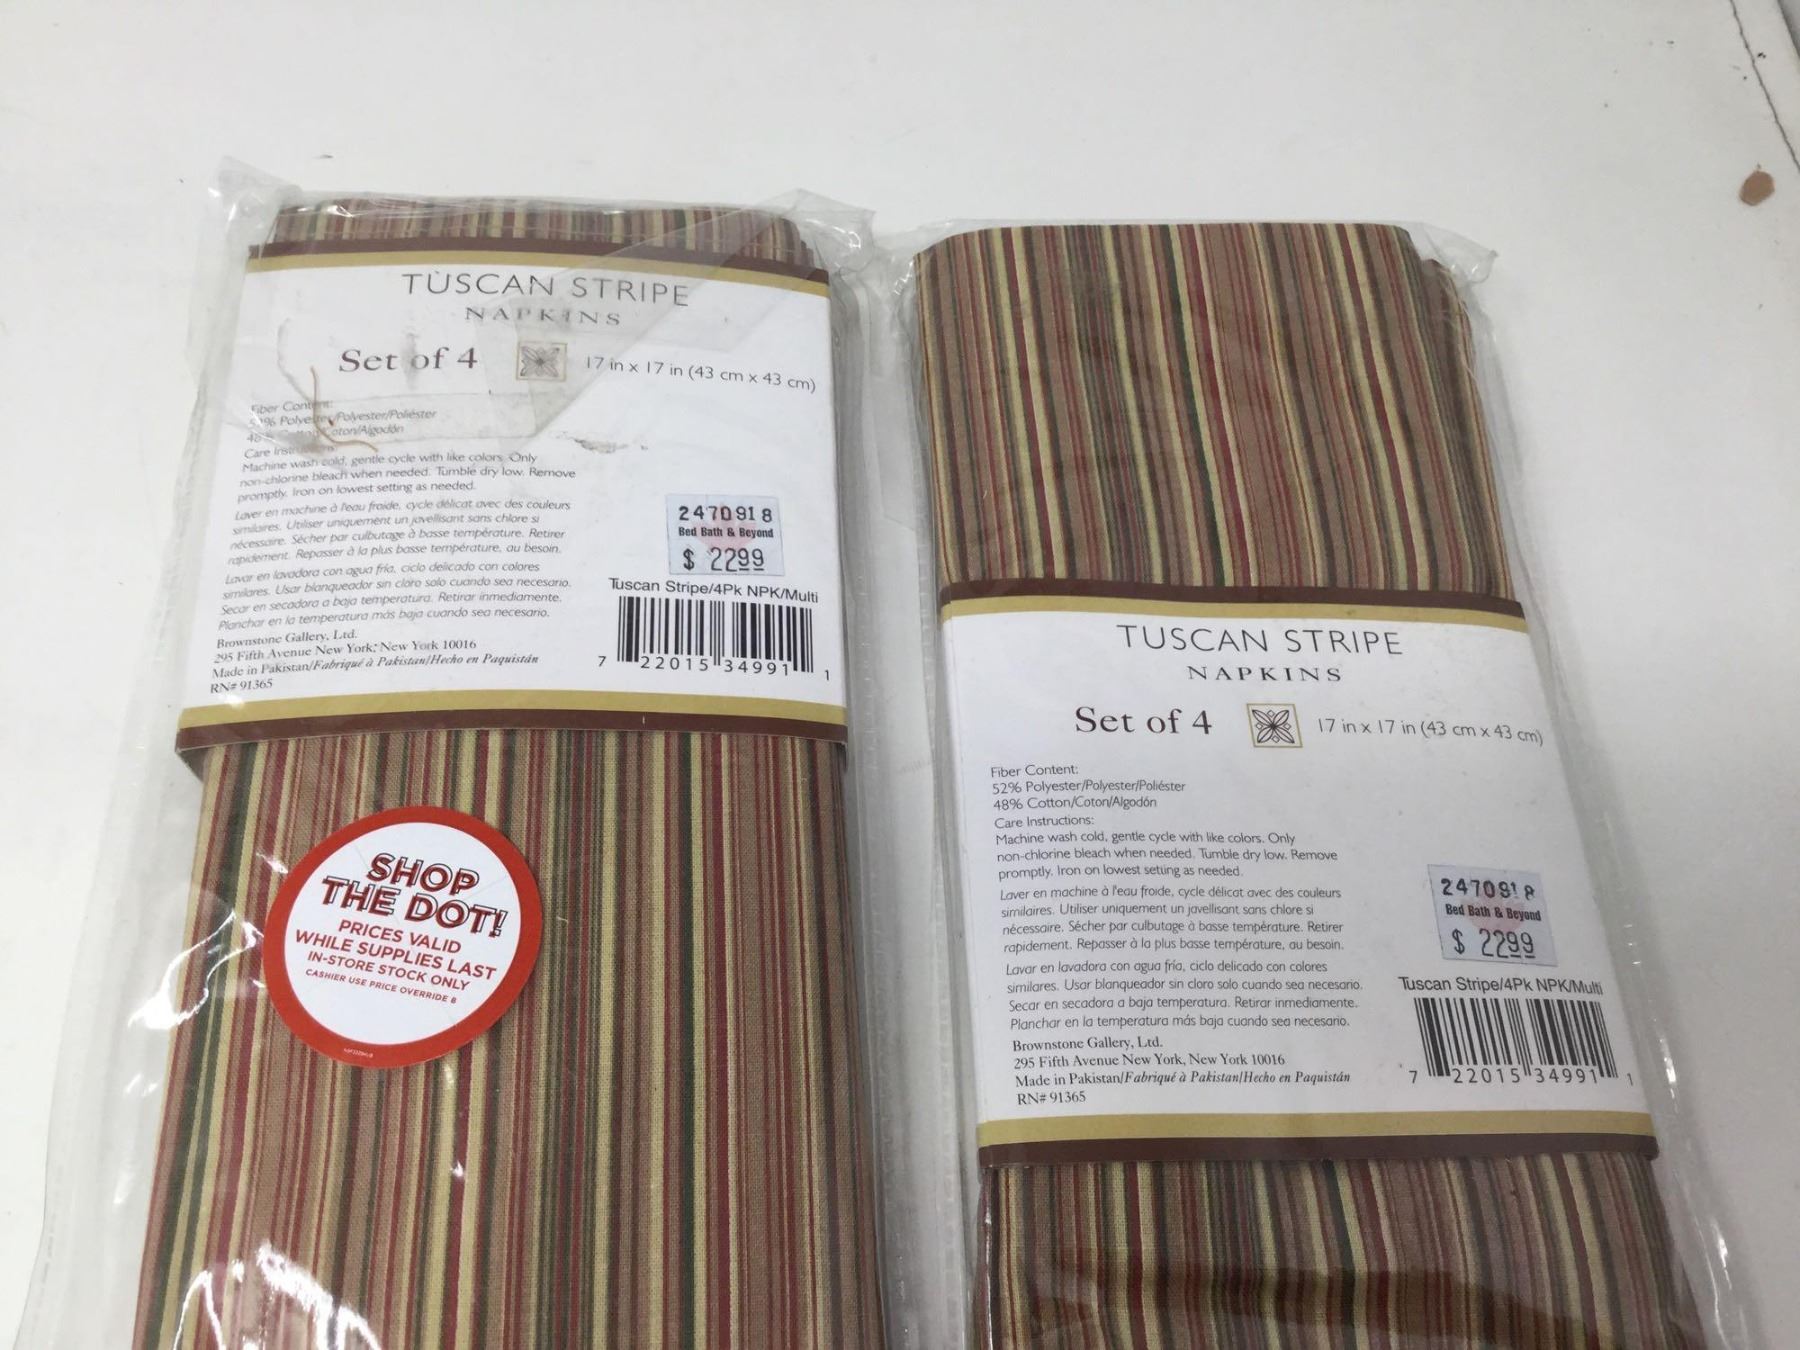 TUSCAN STRIPE
NAPKINS
Set of 4
17 in x 17 in (43 cm x 43 cm)
Fiber Content:
52% Polyester/Polyester/Poliéster
48% Cotton/Coton/Algodón
Care Instructions:
Machine wash cold, gentle cycle with like colors. Only
non-chlorine bleach when needed. Tumble dry low. Remove
promptly. Iron on lowest setting as needed.
Laver en machine à l'eau froide, cycle délicat avec des couleurs
similaires. Utiliser uniquement un javellisant sans chlore si
nécessaire. Sécher par culbutage à basse température. Retirer
rapidement. Repasser à la plus basse température, au besoin.
Lavar en lavadora con agua fría, ciclo delicado con colores
similares. Usar blanqueador sin cloro solo cuando sea necesario.
Secar en secadora a baja temperatura. Retirar inmediamente.
Planchar en la temperatura más baja cuando sea necesario.
Brownstone Gallery, Ltd.
295 Fifth Avenue New York, New York 10016
Made in Pakistan/Fabriqué à Pakistan/Hecho en Paquistán
RN# 91365
2470918
Bed Bath & Beyond
$ 2299
Tuscan Stripe/4Pk NPK/Multi
7 22015 34991 1
SHOP
THE DOT!
PRICES VALID
WHILE SUPPLIES LAST
IN-STORE STOCK ONLY
CASHIER USE PRICE OVERRIDE 8
TUSCAN STRIPE
NAPKINS
Set of 4
17 in x 17 in (43 cm x 43 cm)
Fiber Content:
52% Polyester/Polyester/Poliéster
48% Cotton/Coton/Algodón
Care Instructions:
Machine wash cold, gentle cycle with like colors. Only
non-chlorine bleach when needed. Tumble dry low. Remove
promptly. Iron on lowest setting as needed.
Laver en machine à l'eau froide, cycle délicat avec des couleurs
similaires. Utiliser uniquement un javellisant sans chlore si
nécessaire. Sécher par culbutage à basse température. Retirer
rapidement. Repasser à la plus basse température, au besoin.
Lavar en lavadora con agua fría, ciclo delicado con colores
similares. Usar blanqueador sin cloro solo cuando sea necesario.
Secar en secadora a baja temperatura. Retirar inmediamente.
Planchar en la temperatura más baja cuando sea necesario.
Brownstone Gallery, Ltd.
295 Fifth Avenue New York, New York 10016
Made in Pakistan/Fabriqué à Pakistan/Hecho en Paquistán
RN# 91365
2470918
Bed Bath & Beyond
$ 2299
Tuscan Stripe/4Pk NPK/Multi
7 22015 34991 1